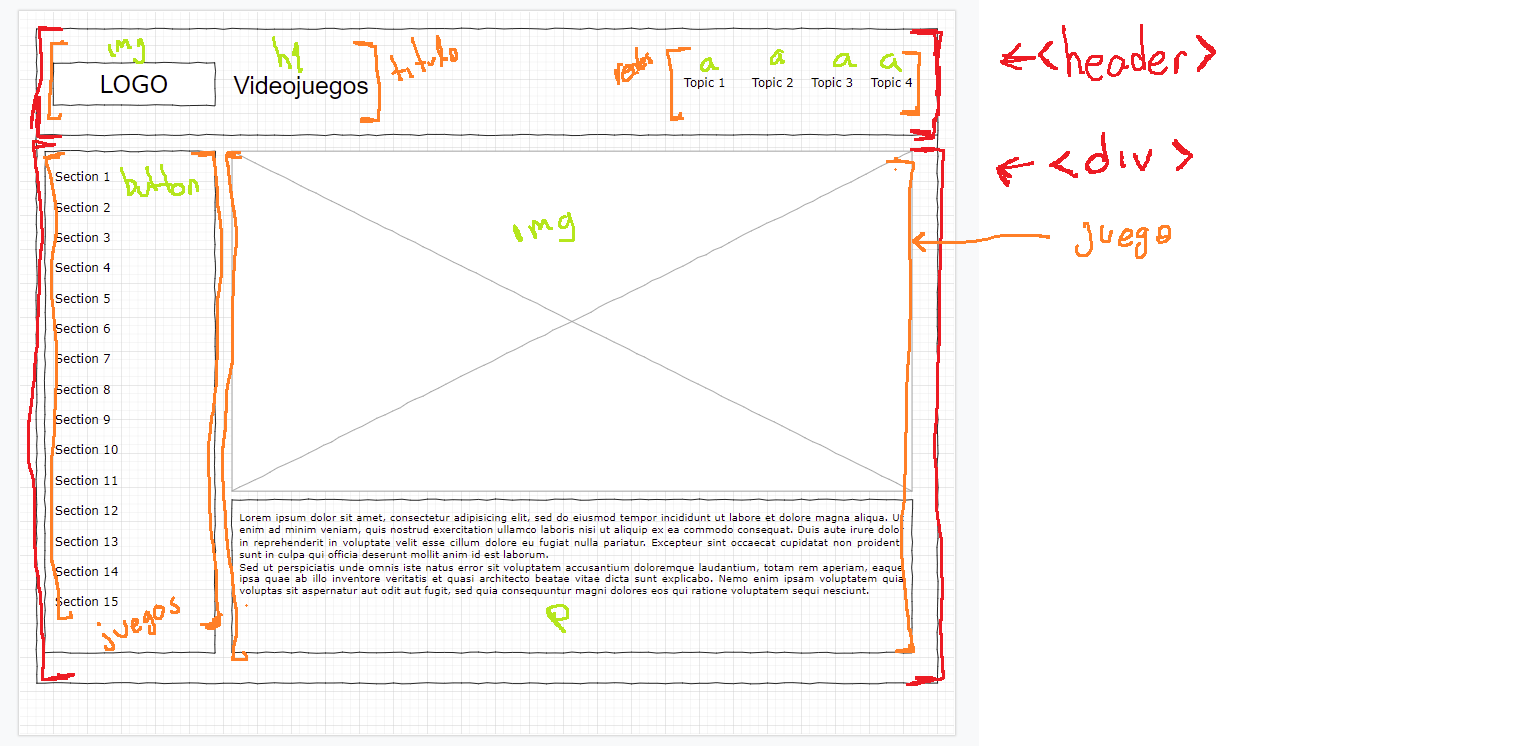 img
h1
titulo
redes
a
a
a
a
<header>
LOGO
Videojuegos
Topic 1
Topic 2
Topic 3
Topic 4
<div>
button
Section 1
Section 2
Section 3
Section 4
Section 5
Section 6
Section 7
Section 8
Section 9
Section 10
Section 11
Section 12
Section 13
Section 14
Section 15
juegos
img
juego
Lorem ipsum dolor sit amet, consectetur adipisicing elit, sed do eiusmod tempor incididunt ut labore et dolore magna aliqua. Ut
enim ad minim veniam, quis nostrud exercitation ullamco laboris nisi ut aliquip ex ea commodo consequat. Duis aute irure dolor
in reprehenderit in voluptate velit esse cillum dolore eu fugiat nulla pariatur. Excepteur sint occaecat cupidatat non proident
sunt in culpa qui officia deserunt mollit anim id est laborum.
Sed ut perspiciatis unde omnis iste natus error sit voluptatem accusantium doloremque laudantium, totam rem aperiam, eaque
ipsa quae ab illo inventore veritatis et quasi architecto beatae vitae dicta sunt explicabo. Nemo enim ipsam voluptatem quia
voluptas sit aspernatur aut odit aut fugit, sed quia consequuntur magni dolores eos qui ratione voluptatem sequi nesciunt.
P